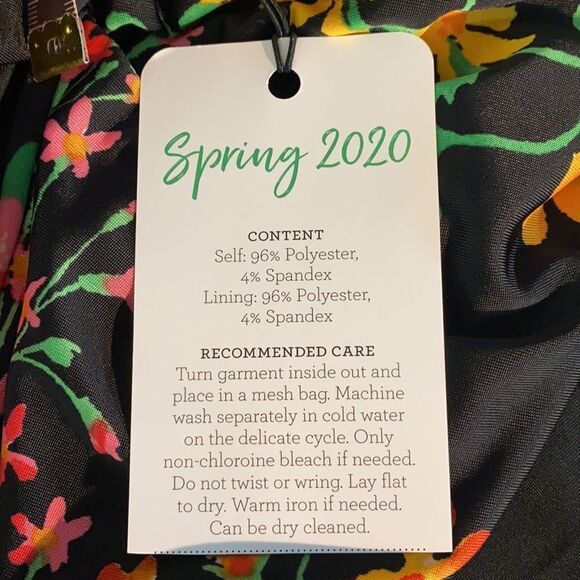 Spring 2020
CONTENT
Self: 96% Polyester,
4% Spandex
Lining: 96% Polyester,
4% Spandex
RECOMMENDED CARE
Turn garment inside out and
place in a mesh bag. Machine
wash separately in cold water
on the delicate cycle. Only
non-chloroine bleach if needed.
Do not twist or wring. Lay flat
to dry. Warm iron if needed.
Can be dry cleaned.